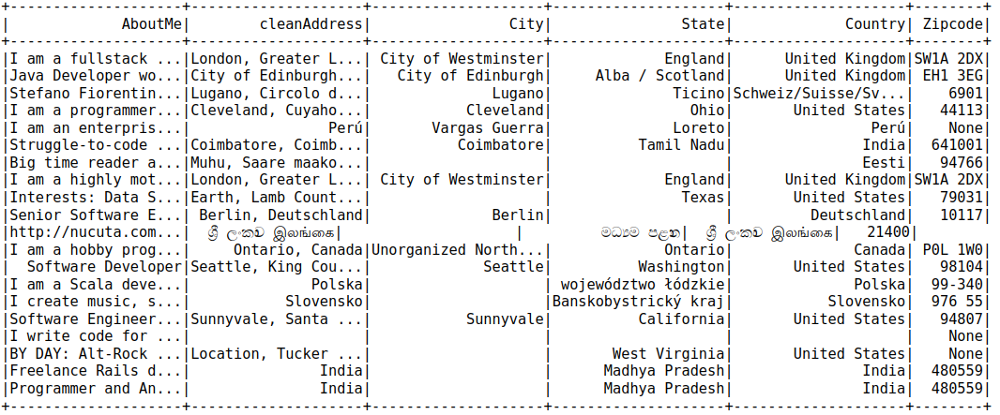 +--------------------+--------------------+--------------------+--------------------+--------------------+--------+
|             AboutMe|        cleanAddress|                City|               State|             Country| Zipcode|
+--------------------+--------------------+--------------------+--------------------+--------------------+--------+
|I am a fullstack ...|London, Greater L...| City of Westminster|             England|      United Kingdom|SW1A 2DX|
|Java Developer wo...|City of Edinburgh...|   City of Edinburgh|     Alba / Scotland|      United Kingdom| EH1 3EG|
|Stefano Fiorentin...|Lugano, Circolo d...|              Lugano|              Ticino|Schweiz/Suisse/Sv...|    6901|
|I am a programmer...|Cleveland, Cuyaho...|           Cleveland|                Ohio|       United States|   44113|
|I am an enterpris...|                Perú|       Vargas Guerra|              Loreto|                Perú|    None|
|Struggle-to-code ...|Coimbatore, Coimb...|          Coimbatore|          Tamil Nadu|               India|  641001|
|Big time reader a...|Muhu, Saare maako...|                    |                    |               Eesti|   94766|
|I am a highly mot...|London, Greater L...| City of Westminster|             England|      United Kingdom|SW1A 2DX|
|Interests: Data S...|Earth, Lamb Count...|                    |               Texas|       United States|   79031|
|Senior Software E...| Berlin, Deutschland|              Berlin|                    |         Deutschland|   10117|
|http://nucuta.com...|  ශ්‍රී ලංකාව இலங்கை|                    |         මධ්‍යම පළාත|  ශ්‍රී ලංකාව இலங்கை|   21400|
|I am a hobby prog...|     Ontario, Canada|Unorganized North...|             Ontario|              Canada| P0L 1W0|
|  Software Developer|Seattle, King Cou...|             Seattle|          Washington|       United States|   98104|
|I am a Scala deve...|              Polska|                    | województwo łódzkie|              Polska|  99-340|
|I create music, s...|           Slovensko|                    |Banskobystrický kraj|           Slovensko|  976 55|
|Software Engineer...|Sunnyvale, Santa ...|           Sunnyvale|          California|       United States|   94807|
|I write code for ...|                    |                    |                    |                    |    None|
|BY DAY: Alt-Rock ...|Location, Tucker ...|                    |       West Virginia|       United States|    None|
|Freelance Rails d...|               India|                    |      Madhya Pradesh|               India|  480559|
|Programmer and An...|               India|                    |      Madhya Pradesh|               India|  480559|
+--------------------+--------------------+--------------------+--------------------+--------------------+--------+